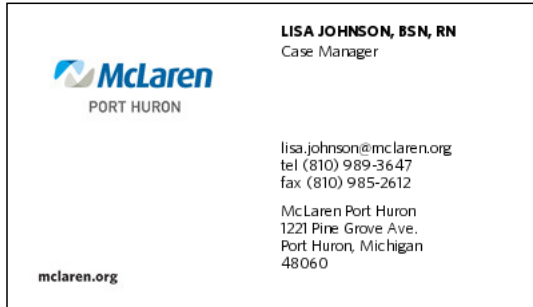 McLaren
PORT HURON
mclaren.org
LISA JOHNSON, BSN, RN
Case Manager
lisa.johnson@mclaren.org
tel (810) 989-3647
fax (810) 985-2612
McLaren Port Huron
1221 Pine Grove Ave.
Port Huron, Michigan
48060